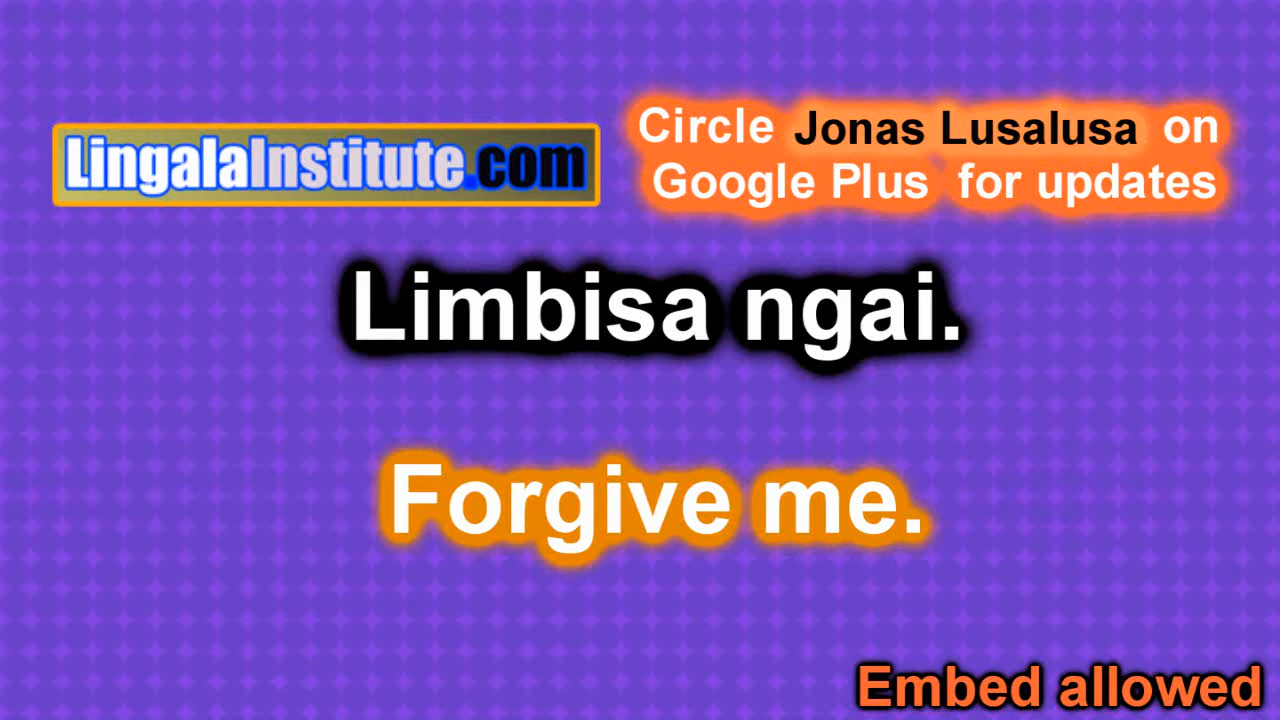 LingalaInstitute.com
Circle Jonas Lusalusa on
Google Plus for updates
Limbisa ngai.
Forgive me.
Embed allowed